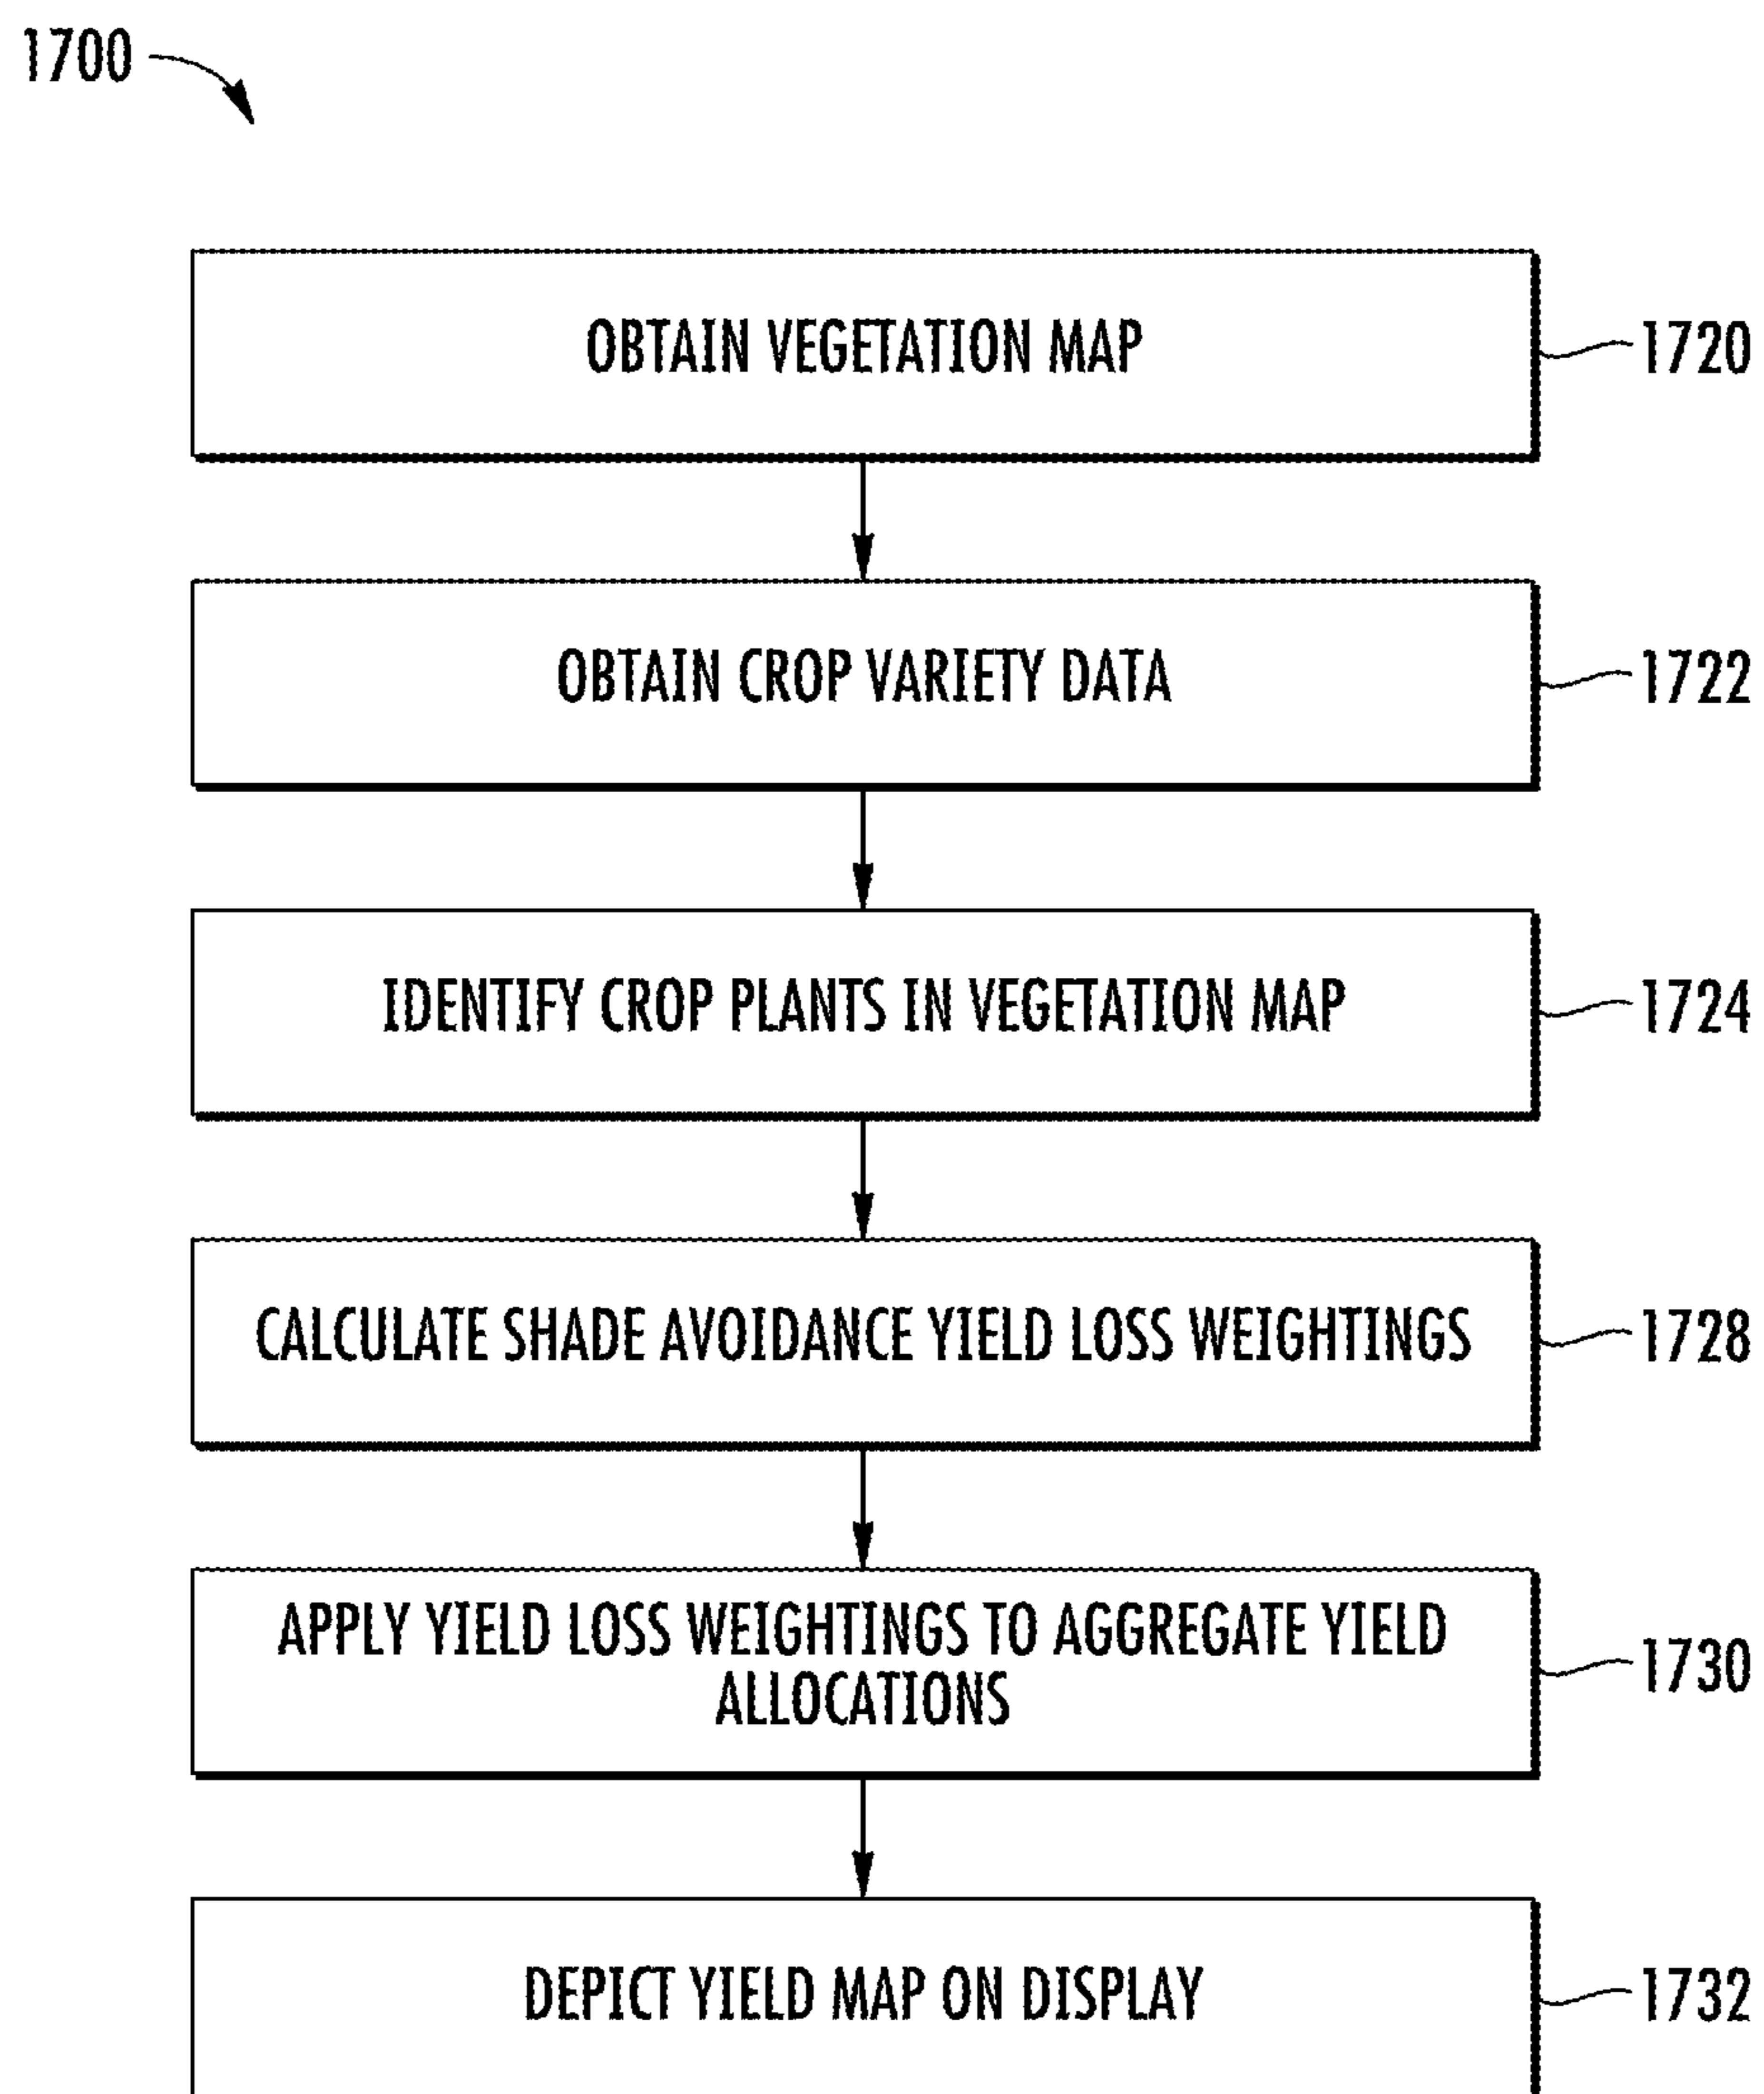 1700
OBTAIN VEGETATION MAP
1720
OBTAIN CROP VARIETY DATA
1722
IDENTIFY CROP PLANTS IN VEGETATION MAP
1724
CALCULATE SHADE AVOIDANCE YIELD LOSS WEIGHTINGS
1728
APPLY YIELD LOSS WEIGHTINGS TO AGGREGATE YIELD
ALLOCATIONS
1730
DEPICT YIELD MAP ON DISPLAY
1732